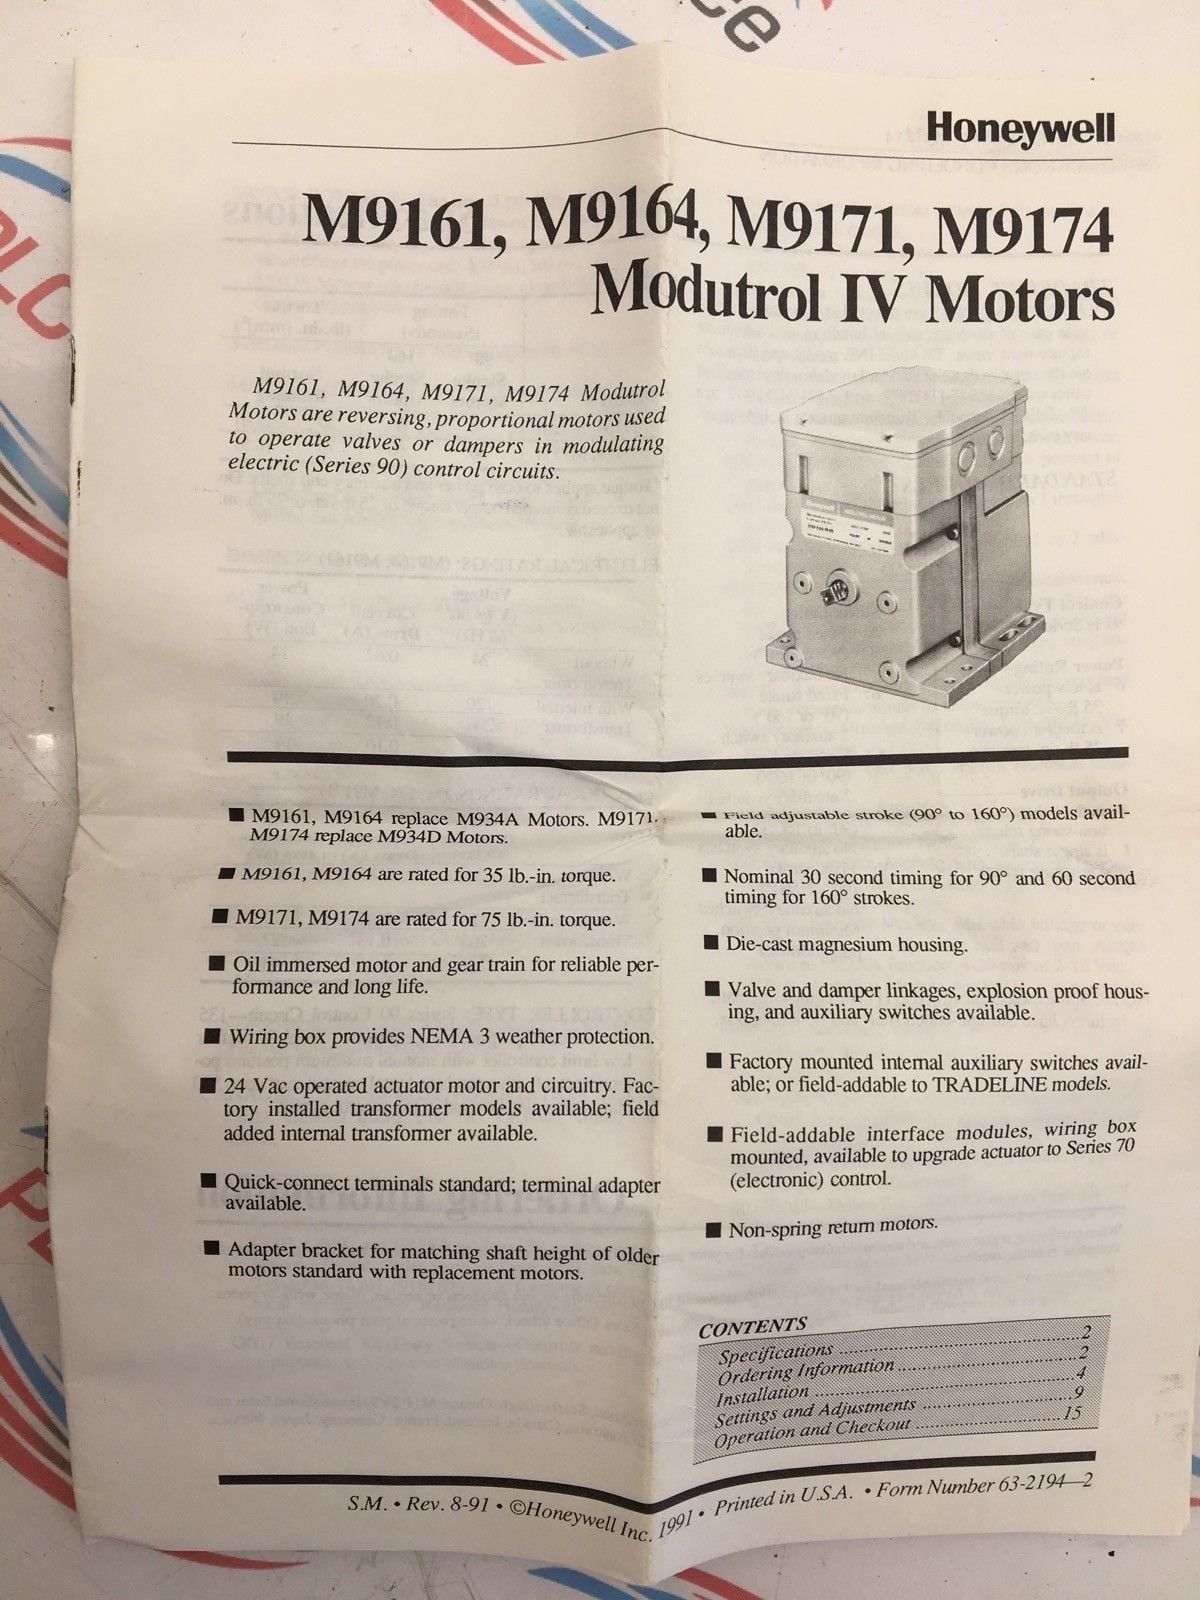 Honeywell
M9161, M9164, M9171, M9174
Modutrol IV Motors
M9161, M9164, M9171, M9174 Modutrol
Motors are reversing, proportional motors used
to operate valves or dampers in modulating
electric (Series 90) control circuits.
■ M9161, M9164 replace M934A Motors. M9171,
M9174 replace M934D Motors.
■ M9161, M9164 are rated for 35 lb.-in. torque.
■ M9171, M9174 are rated for 75 lb.-in. torque.
■ Oil immersed motor and gear train for reliable per-
formance and long life.
■ Wiring box provides NEMA 3 weather protection.
■ 24 Vac operated actuator motor and circuitry. Fac-
tory installed transformer models available; field
added internal transformer available.
■ Quick-connect terminals standard; terminal adapter
available.
■ Adapter bracket for matching shaft height of older
motors standard with replacement motors.
■ Field adjustable stroke (90° to 160°) models avail-
able.
■ Nominal 30 second timing for 90° and 60 second
timing for 160° strokes.
■ Die-cast magnesium housing.
■ Valve and damper linkages, explosion proof hous-
ing, and auxiliary switches available.
■ Factory mounted internal auxiliary switches avail-
able; or field-addable to TRADELINE models.
■ Field-addable interface modules, wiring box
mounted, available to upgrade actuator to Series 70
(electronic) control.
■ Non-spring return motors.
CONTENTS
Specifications ........ 2
Ordering Information ........ 2
Installation ........ 4
Settings and Adjustments ........ 9
Operation and Checkout ........ 15
S.M. • Rev. 8-91 • ©Honeywell Inc. 1991 • Printed in U.S.A. • Form Number 63-2194—2
PLC